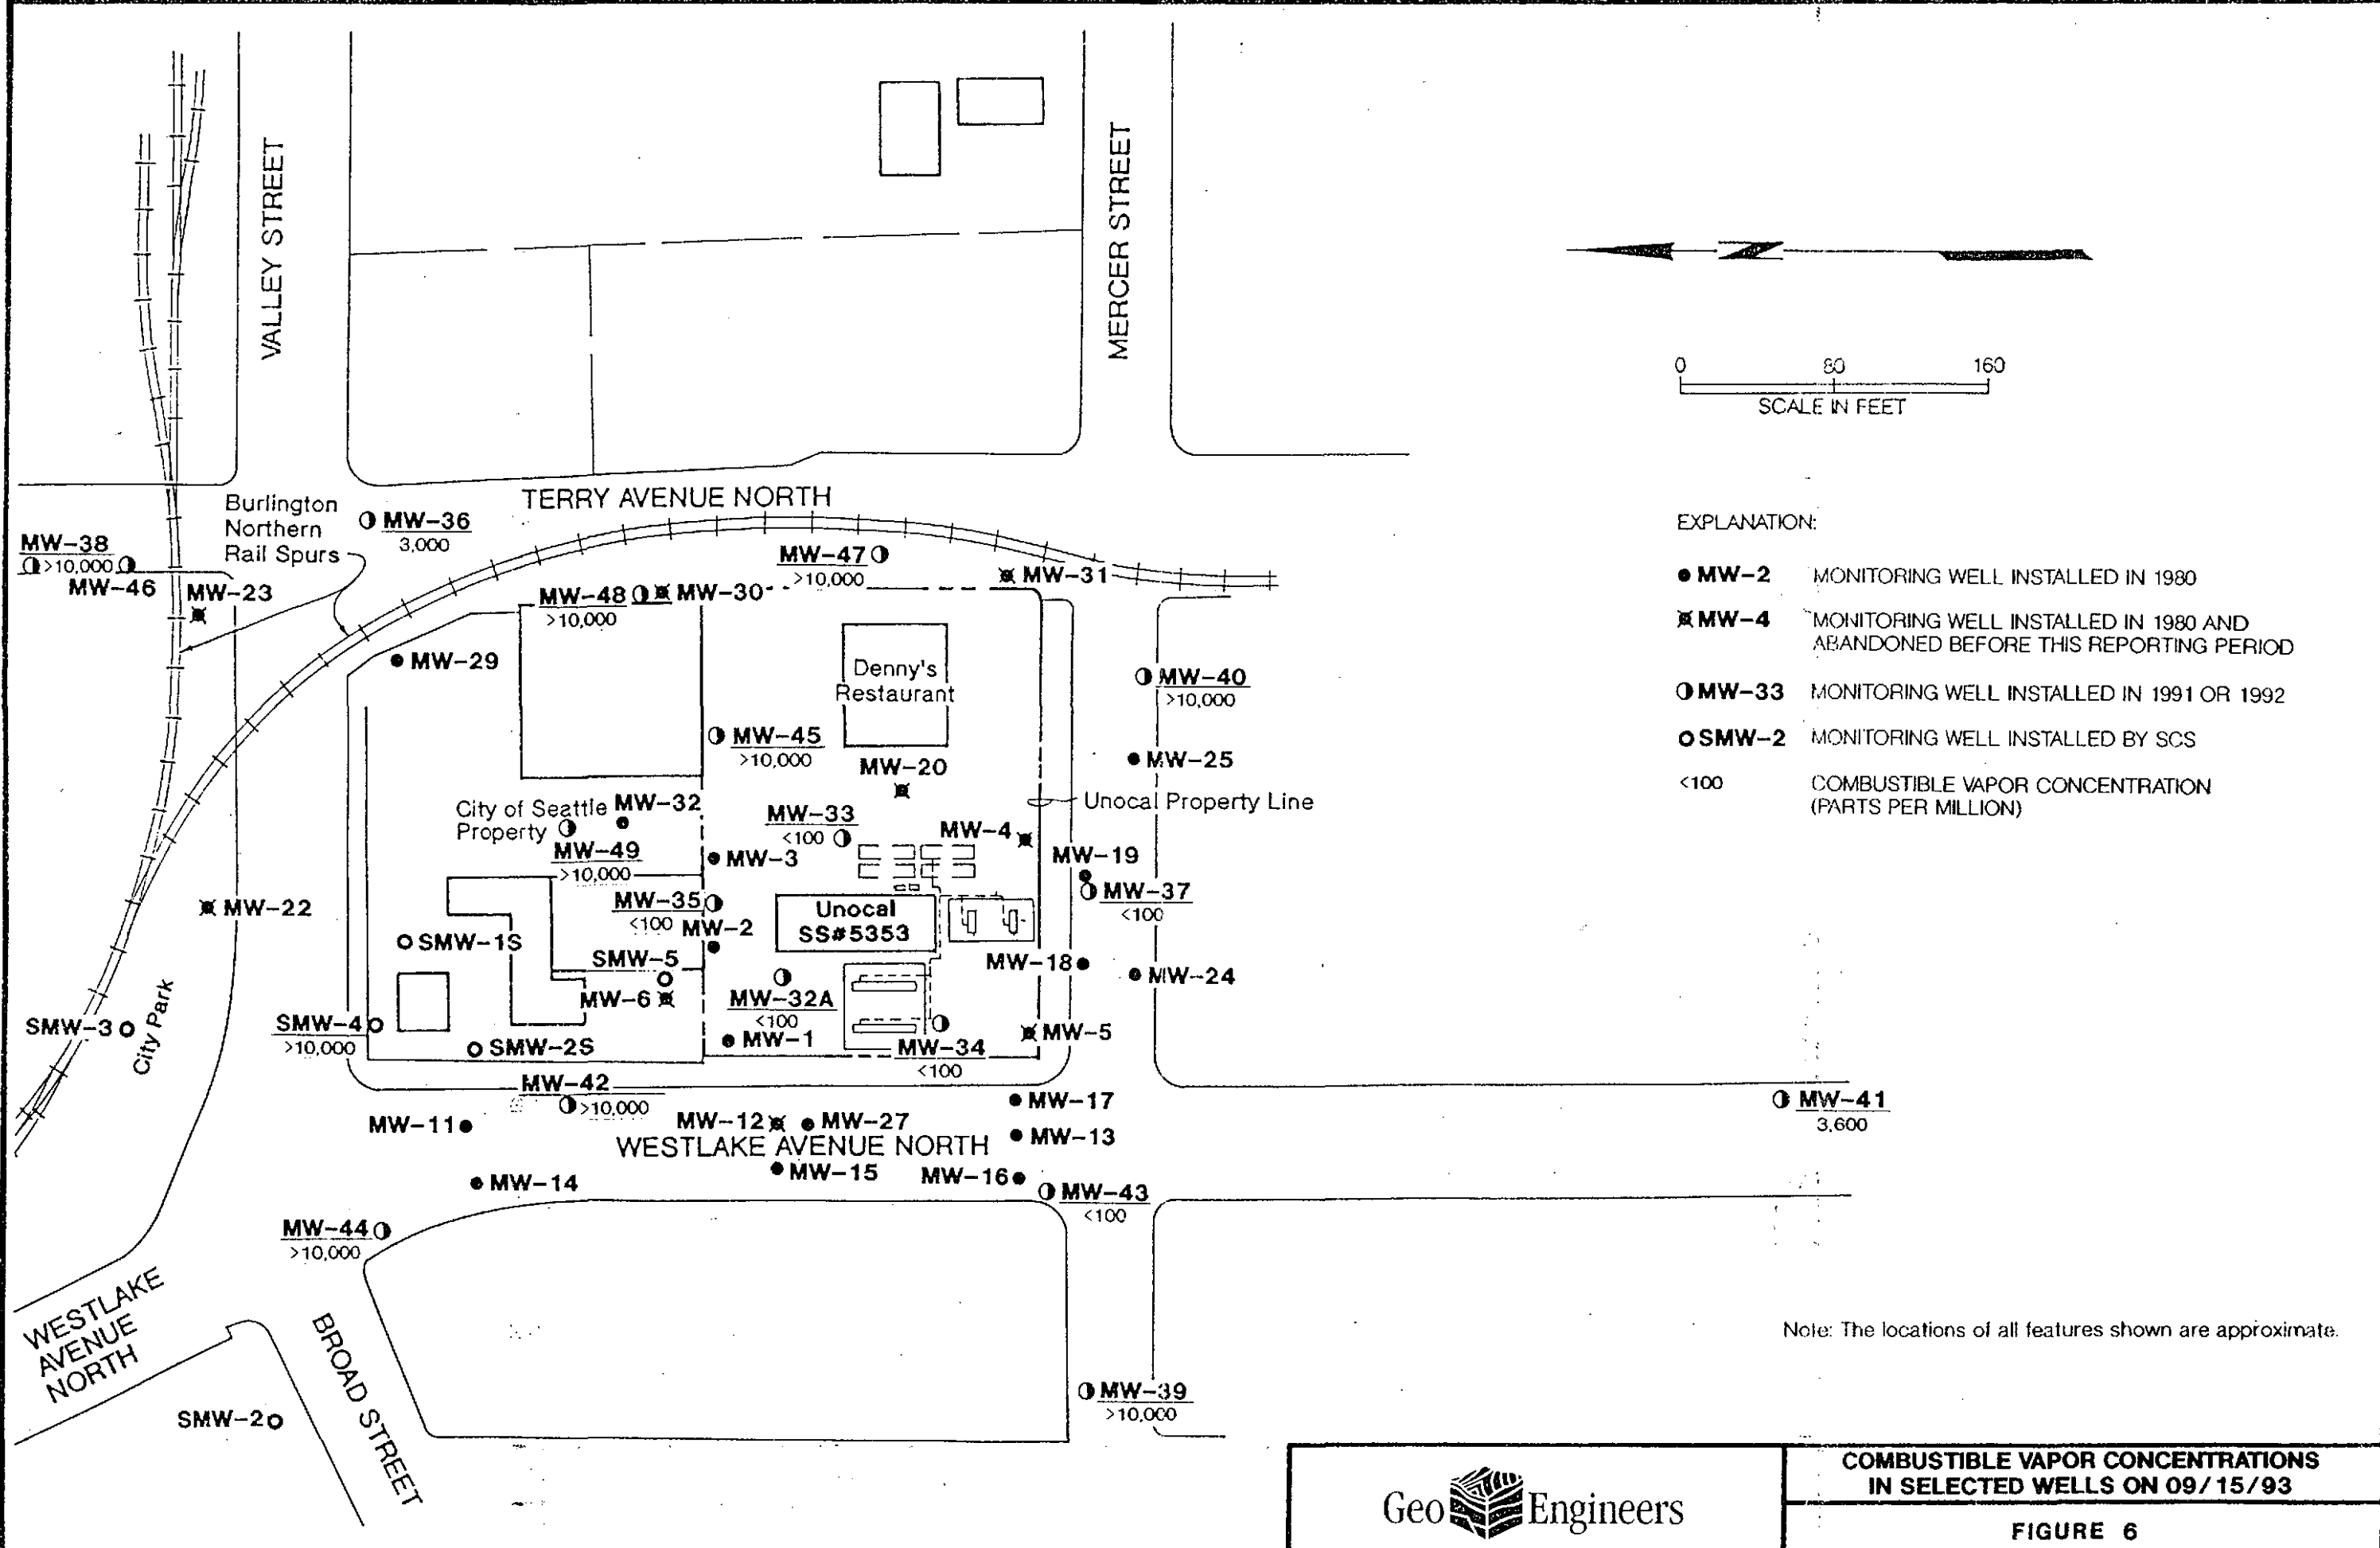 VALLEY STREET
MERCER STREET
0 80 160
SCALE IN FEET
TERRY AVENUE NORTH
Burlington
Northern
Rail Spurs
MW-36
3,000
MW-38
>10,000
MW-46
MW-23
MW-47
>10,000
MW-31
MW-48
>10,000
MW-30
MW-29
Denny's
Restaurant
MW-40
>10,000
MW-45
>10,000
MW-25
MW-20
Unocal Property Line
City of Seattle
Property
MW-32
MW-33
<100
MW-4
MW-49
>10,000
MW-3
MW-19
MW-37
<100
MW-35
<100
MW-2
Unocal
SS#5353
MW-22
SMW-1S
SMW-5
MW-6
MW-18
MW-24
MW-32A
<100
SMW-3
City Park
SMW-4
>10,000
SMW-2S
MW-1
MW-34
<100
MW-5
MW-42
>10,000
MW-11
MW-12
MW-27
MW-17
MW-13
WESTLAKE AVENUE NORTH
MW-15
MW-16
MW-14
MW-43
<100
MW-41
3,600
MW-44
>10,000
WESTLAKE
AVENUE
NORTH
BROAD STREET
SMW-2
MW-39
>10,000
EXPLANATION:
MW-2 MONITORING WELL INSTALLED IN 1980
MW-4 MONITORING WELL INSTALLED IN 1980 AND
ABANDONED BEFORE THIS REPORTING PERIOD
MW-33 MONITORING WELL INSTALLED IN 1991 OR 1992
SMW-2 MONITORING WELL INSTALLED BY SCS
<100 COMBUSTIBLE VAPOR CONCENTRATION
(PARTS PER MILLION)
Note: The locations of all features shown are approximate.
Geo Engineers
COMBUSTIBLE VAPOR CONCENTRATIONS
IN SELECTED WELLS ON 09/15/93
FIGURE 6